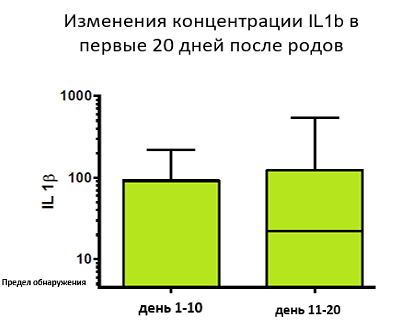 Изменения концентрации IL1b в
первые 20 дней после родов
1000
100
10
IL 1β
Предел обнаружения
день 1-10
день 11-20